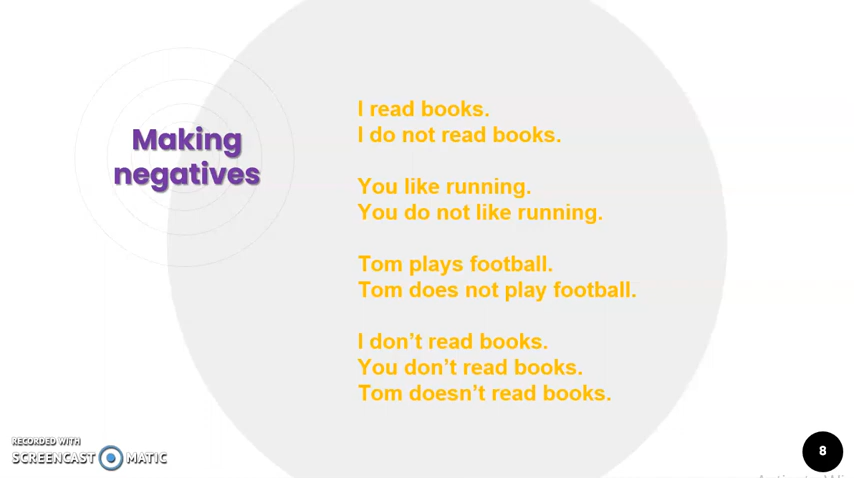 Making
negatives
I read books.
I do not read books.
You like running.
You do not like running.
Tom plays football.
Tom does not play football.
I don’t read books.
You don’t read books.
Tom doesn’t read books.
RECORDED WITH
SCREENCAST MATIC
8